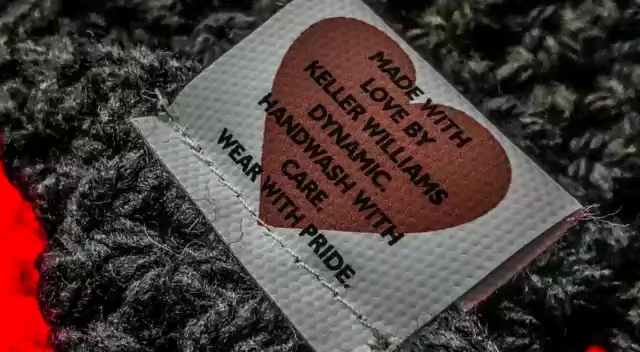 MADE WITH
LOVE BY
KELLER WILLIAMS
DYNAMIC.
HANDWASH WITH
CARE
WEAR WITH PRIDE.